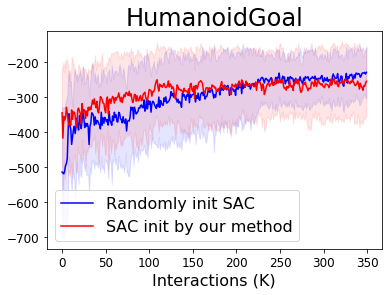 HumanoidGoal
−200
−300
−400
−500
−600
−700
Randomly init SAC
SAC init by our method
0 50 100 150 200 250 300 350
Interactions (K)